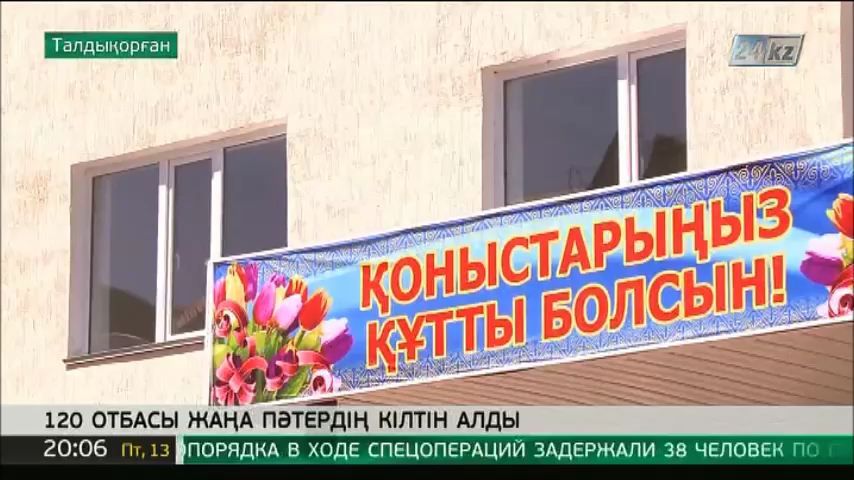 Талдықорған
24kz
ҚОНЫСТАРЫҢЫЗ
ҚҰТТЫ БОЛСЫН!
120 ОТБАСЫ ЖАҢА ПӘТЕРДІҢ КІЛТІН АЛДЫ
20:06 Пт, 13 ОПОРЯДКА В ХОДЕ СПЕЦОПЕРАЦИЙ ЗАДЕРЖАЛИ 38 ЧЕЛОВЕК ПО